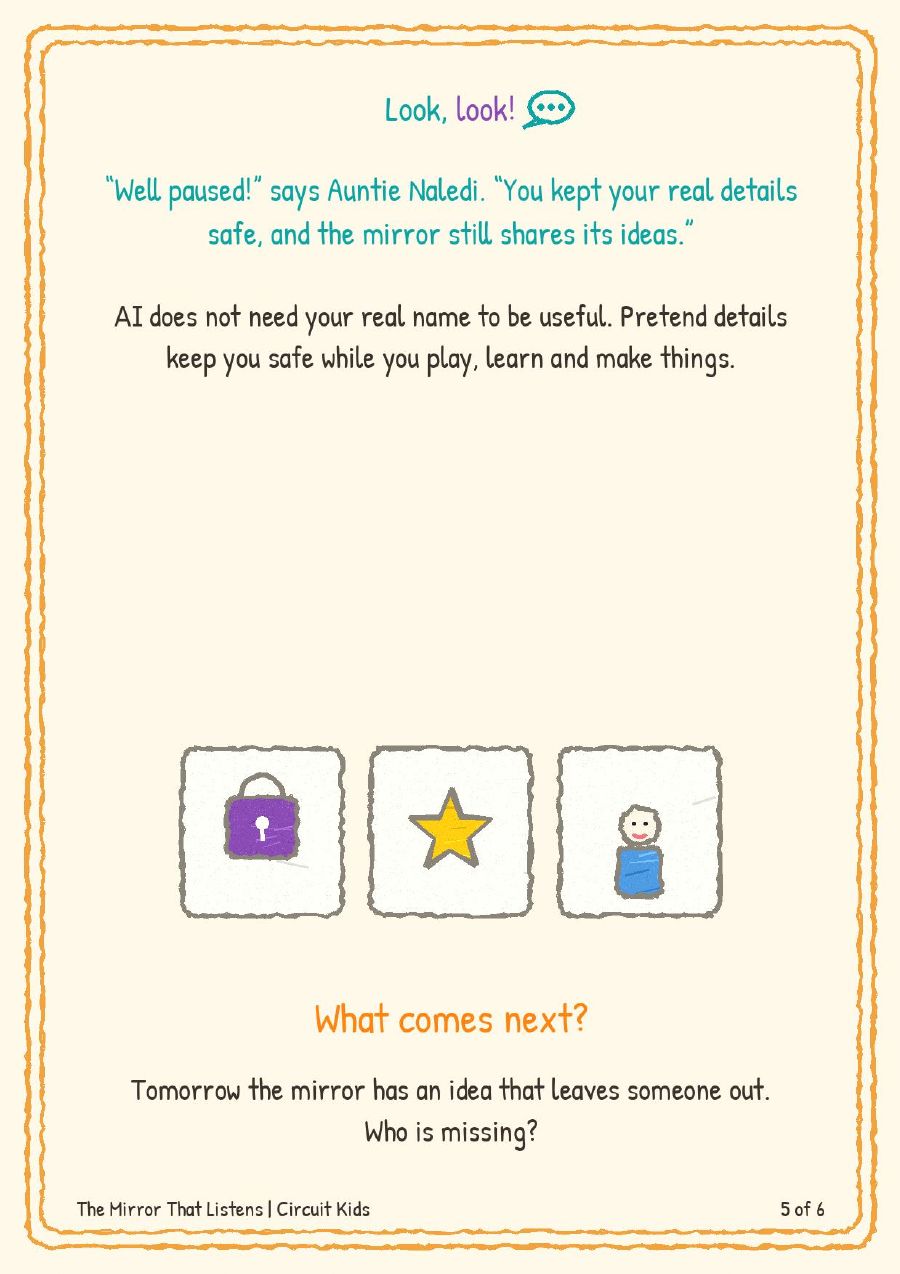 Look, look!
“Well paused!” says Auntie Naledi. “You kept your real details
safe, and the mirror still shares its ideas.”
AI does not need your real name to be useful. Pretend details
keep you safe while you play, learn and make things.
What comes next?
Tomorrow the mirror has an idea that leaves someone out.
Who is missing?
The Mirror That Listens | Circuit Kids
5 of 6